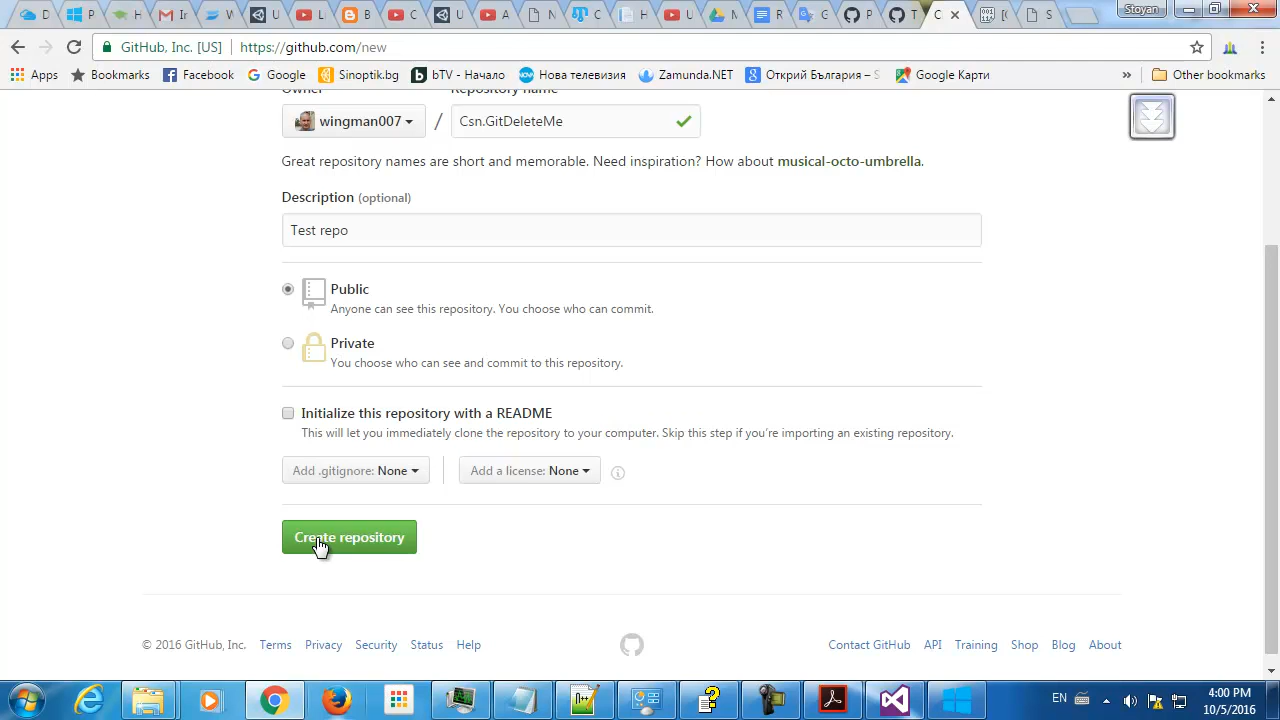 D
P
H
In
W
U
L
B
C
U
A
N
C
H
U
M
R
C
P
T
C
[C
S
Stoyan
GitHub, Inc. [US] https://github.com/new
Apps Bookmarks Facebook Google Sinoptik.bg bTV - Начало Нова телевизия Zamunda.NET Открий България – S Google Карти » Other bookmarks
Owner Repository name
wingman007 / Csn.GitDeleteMe
Great repository names are short and memorable. Need inspiration? How about musical-octo-umbrella.
Description (optional)
Test repo
Public
Anyone can see this repository. You choose who can commit.
Private
You choose who can see and commit to this repository.
Initialize this repository with a README
This will let you immediately clone the repository to your computer. Skip this step if you’re importing an existing repository.
Add .gitignore: None Add a license: None
Create repository
© 2016 GitHub, Inc. Terms Privacy Security Status Help Contact GitHub API Training Shop Blog About
EN 4:00 PM
10/5/2016